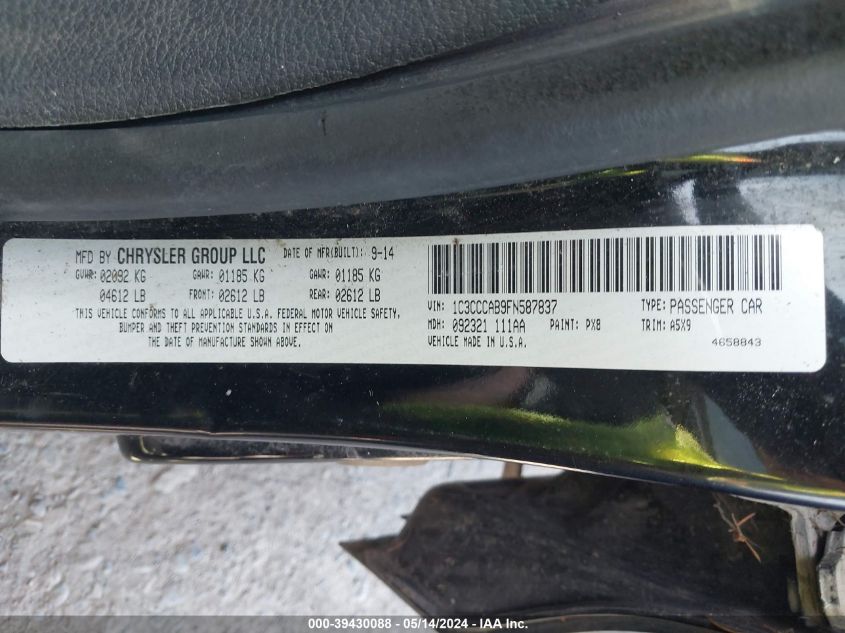 MFD BY CHRYSLER GROUP LLC DATE OF MFR(BUILT): 9-14
GVWR: 02092 KG GAWR: 01185 KG GAWR: 01185 KG
04612 LB FRONT: 02612 LB REAR: 02612 LB
THIS VEHICLE CONFORMS TO ALL APPLICABLE U.S.A. FEDERAL MOTOR VEHICLE SAFETY,
BUMPER AND THEFT PREVENTION STANDARDS IN EFFECT ON
THE DATE OF MANUFACTURE SHOWN ABOVE.
VIN: 1C3CCCAB9FN587837 TYPE: PASSENGER CAR
MDH: 092321 111AA PAINT: PX8 TRIM: A5X9
VEHICLE MADE IN U.S.A. 4658843
000-39430088 - 05/14/2024 - IAA Inc.